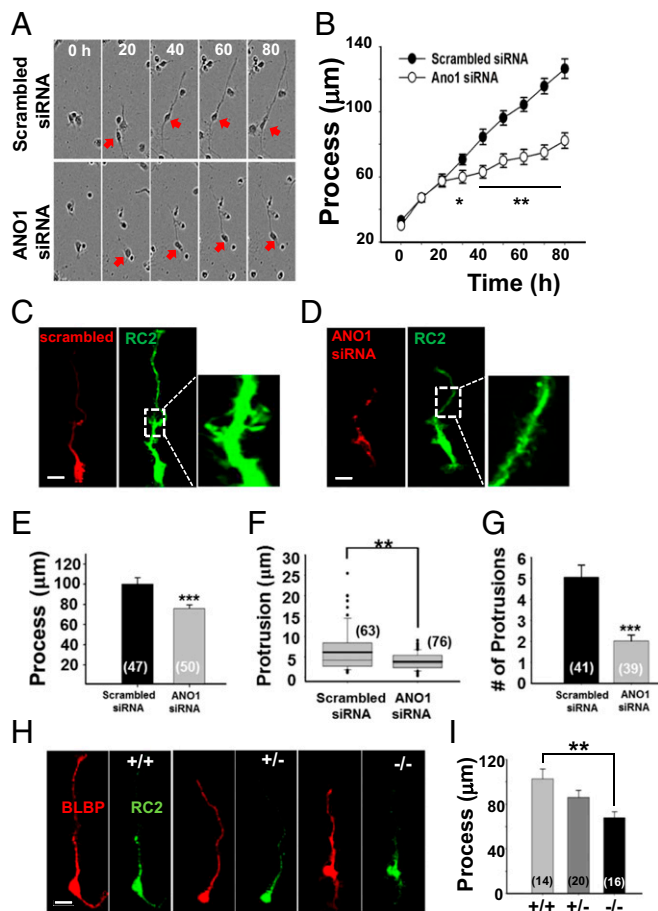 A
0 h 20 40 60 80
Scrambled
siRNA
ANO1
siRNA
B
Process (μm)
140
100
60
20
Scrambled siRNA
Ano1 siRNA
*
**
0 20 40 60 80
Time (h)
C
scrambled
RC2
D
ANO1
siRNA
RC2
E
Process (μm)
120
100
80
60
40
20
***
(47)
(50)
Scrambled
siRNA
ANO1
siRNA
F
Protrusion (μm)
30
25
20
15
10
5
0
**
(63)
(76)
Scrambled
siRNA
ANO1
siRNA
G
# of Protrusions
6
5
4
3
2
1
0
***
(41)
(39)
Scrambled
siRNA
ANO1
siRNA
H
+/+
+/-
-/-
BLBP
RC2
I
Process (μm)
120
80
40
0
**
(14)
(20)
(16)
+/+ +/- -/-